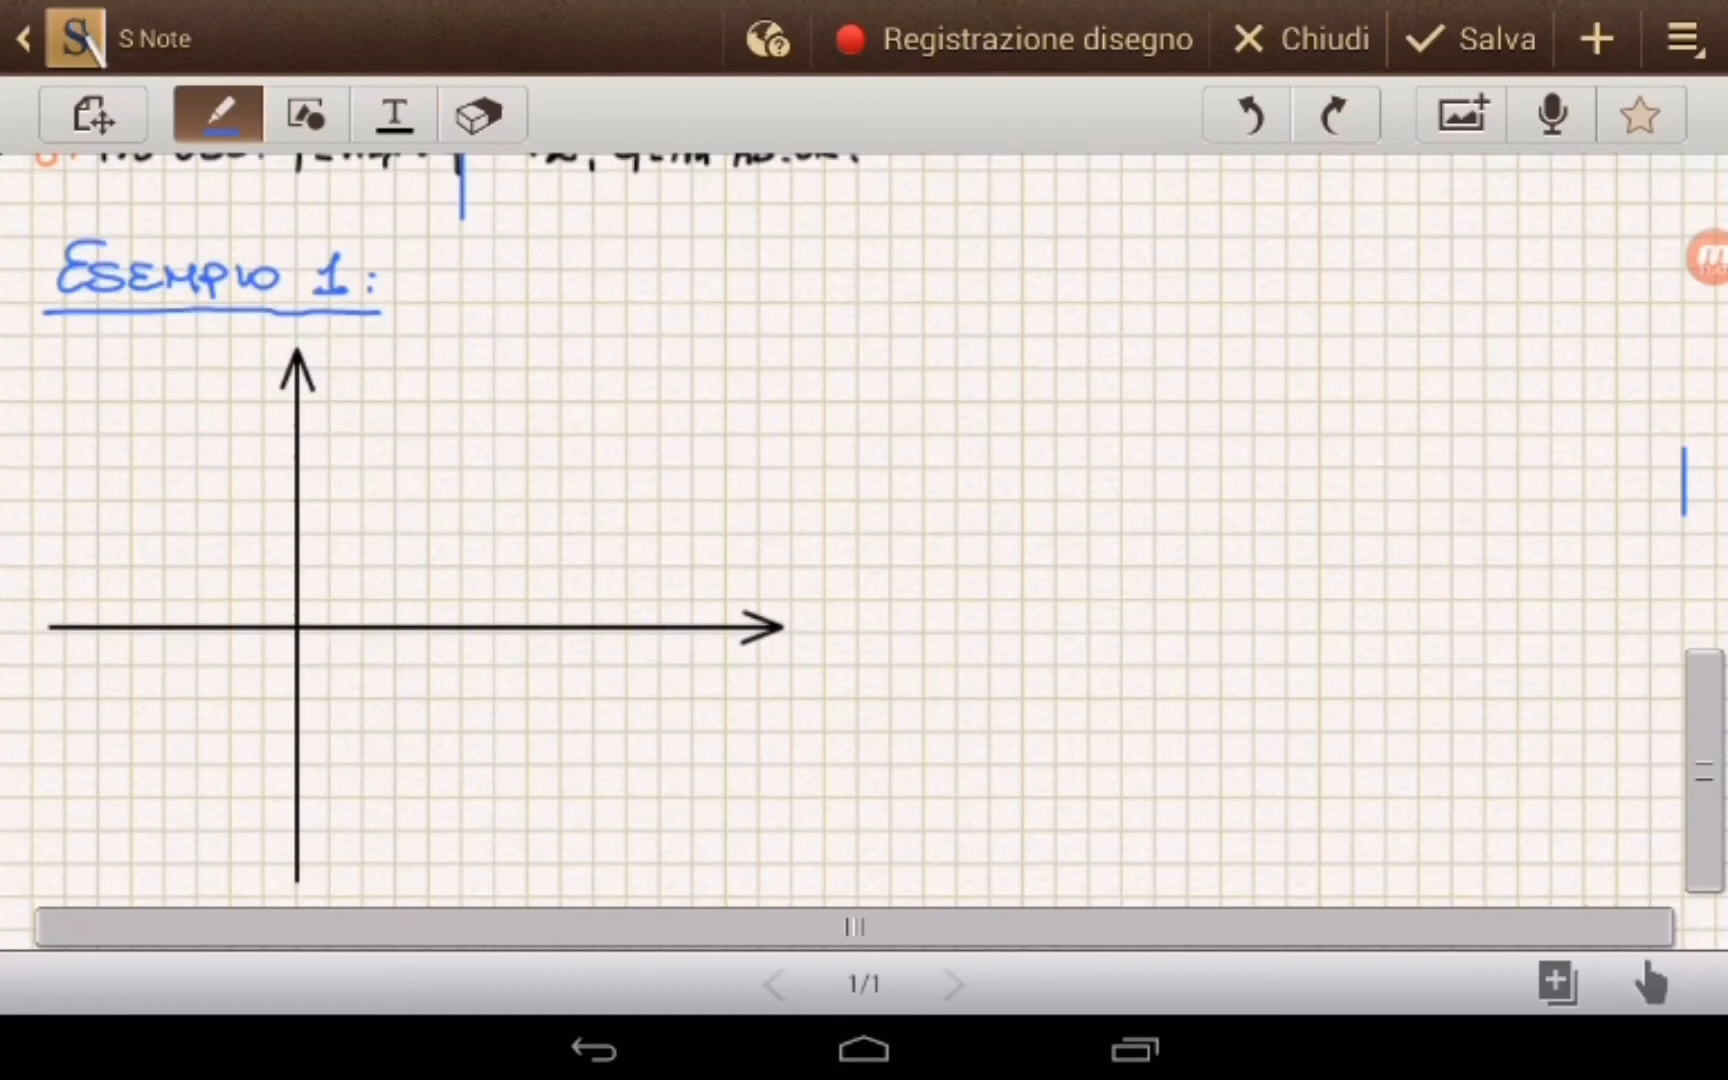 S Note
Registrazione disegno
Chiudi
Salva
T
ESEMPIO 1:
1/1